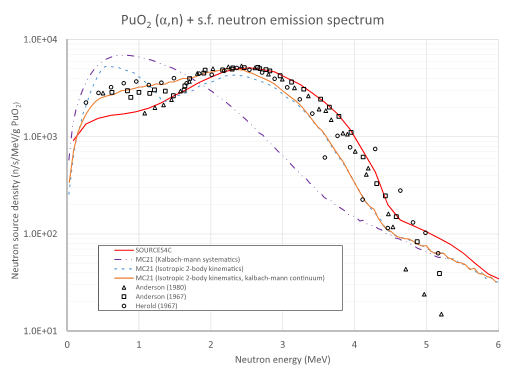 PuO₂ (α,n) + s.f. neutron emission spectrum
1.0E+04
1.0E+03
1.0E+02
1.0E+01
Neutron source density (n/s/MeV/g PuO₂)
SOURCES4C
MC21 (Kalbach-mann systematics)
MC21 (Isotropic 2-body kinematics)
MC21 (Isotropic 2-body kinematics, kalbach-mann continuum)
Anderson (1980)
Anderson (1967)
Herold (1967)
0 1 2 3 4 5 6
Neutron energy (MeV)